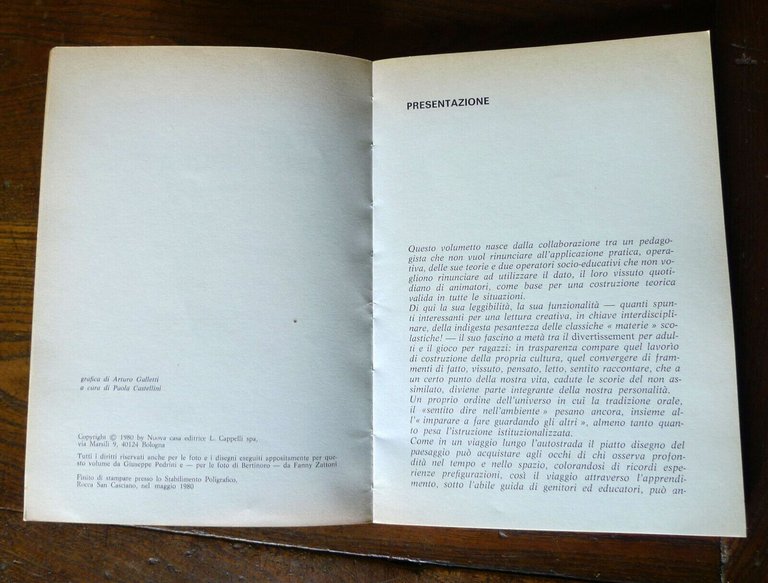 grafica di Arturo Galletti
a cura di Paola Castellini
Copyright © 1980 by Nuova casa editrice L. Cappelli spa,
via Marsili 9, 40124 Bologna
Tutti i diritti riservati anche per le foto e i disegni eseguiti appositamente per que-
sto volume da Giuseppe Pedrini e — per le foto di Bertinoro — da Fanny Zattoni
Finito di stampare presso lo Stabilimento Poligrafico,
Rocca San Casciano, nel maggio 1980
PRESENTAZIONE
Questo volumetto nasce dalla collaborazione tra un pedago-
gista che non vuol rinunciare all'applicazione pratica, opera-
tiva, delle sue teorie e due operatori socio-educativi che non vo-
gliono rinunciare ad utilizzare il dato, il loro vissuto quoti-
diano di animatori, come base per una costruzione teorica
valida in tutte le situazioni.
Di qui la sua leggibilità, la sua funzionalità — quanti spun-
ti interessanti per una lettura creativa, in chiave interdiscipli-
nare, della indigesta pesantezza delle classiche « materie » sco-
lastiche! — il suo fascino a metà tra il divertissement per adul-
ti e il gioco per ragazzi: in trasparenza compare quel lavorio
di costruzione della propria cultura, quel convergere di fram-
menti di fatto, vissuto, pensato, letto, sentito raccontare, che a
un certo punto della nostra vita, cadute le scorie del non as-
similato, diviene parte integrante della nostra personalità.
Un proprio ordine dell'universo in cui la tradizione orale,
il «sentito dire nell'ambiente» pesano ancora, insieme al-
l'« imparare a fare guardando gli altri », almeno tanto quan-
to pesa l'istruzione istituzionalizzata.
Come in un viaggio lungo l'autostrada il piatto disegno del
paesaggio può acquistare agli occhi di chi osserva profon-
dità nel tempo e nello spazio, colorandosi di ricordi espe-
rienze prefigurazioni, così il viaggio attraverso l'apprendi-
mento, sotto l'abile guida di genitori ed educatori, può an-